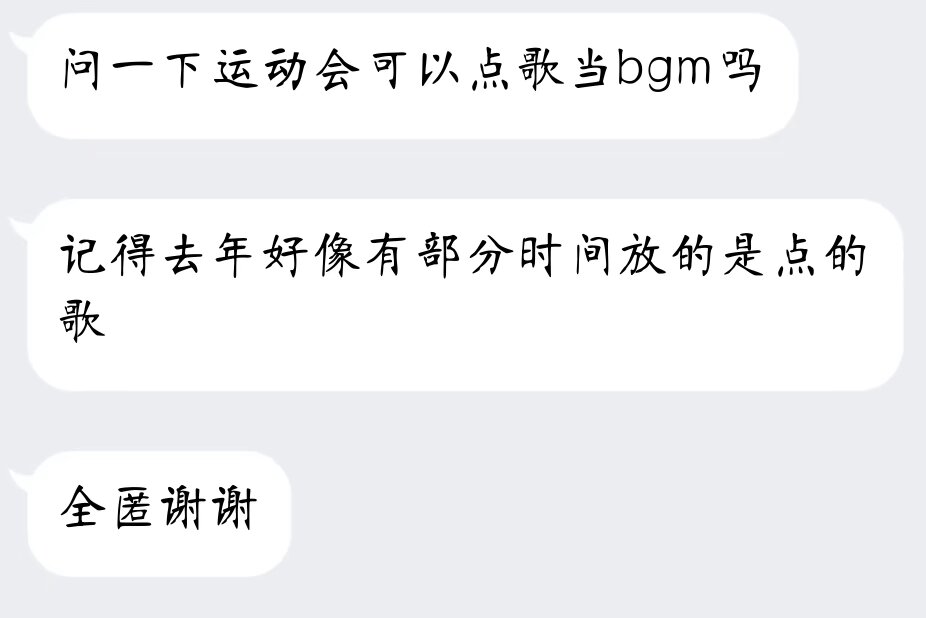 问一下运动会可以点歌当bgm吗
记得去年好像有部分时间放的是点的
歌
全匿谢谢